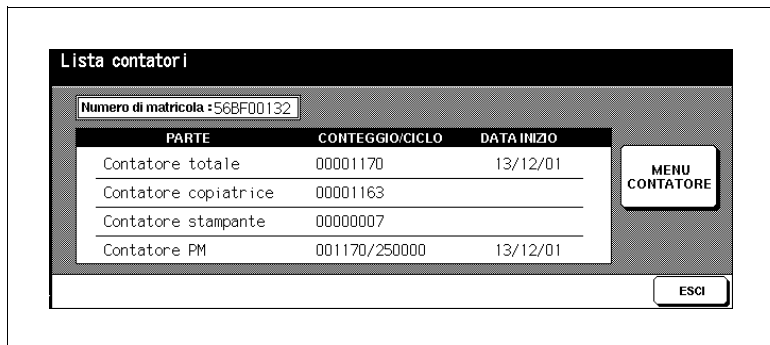 Lista contatori
Numero di matricola : 56BF00132
PARTE CONTEGGIO/CICLO DATA INIZIO
Contatore totale 00001170 13/12/01
Contatore copiatrice 00001163
Contatore stampante 00000007
Contatore PM 001170/250000 13/12/01
MENU
CONTATORE
ESCI